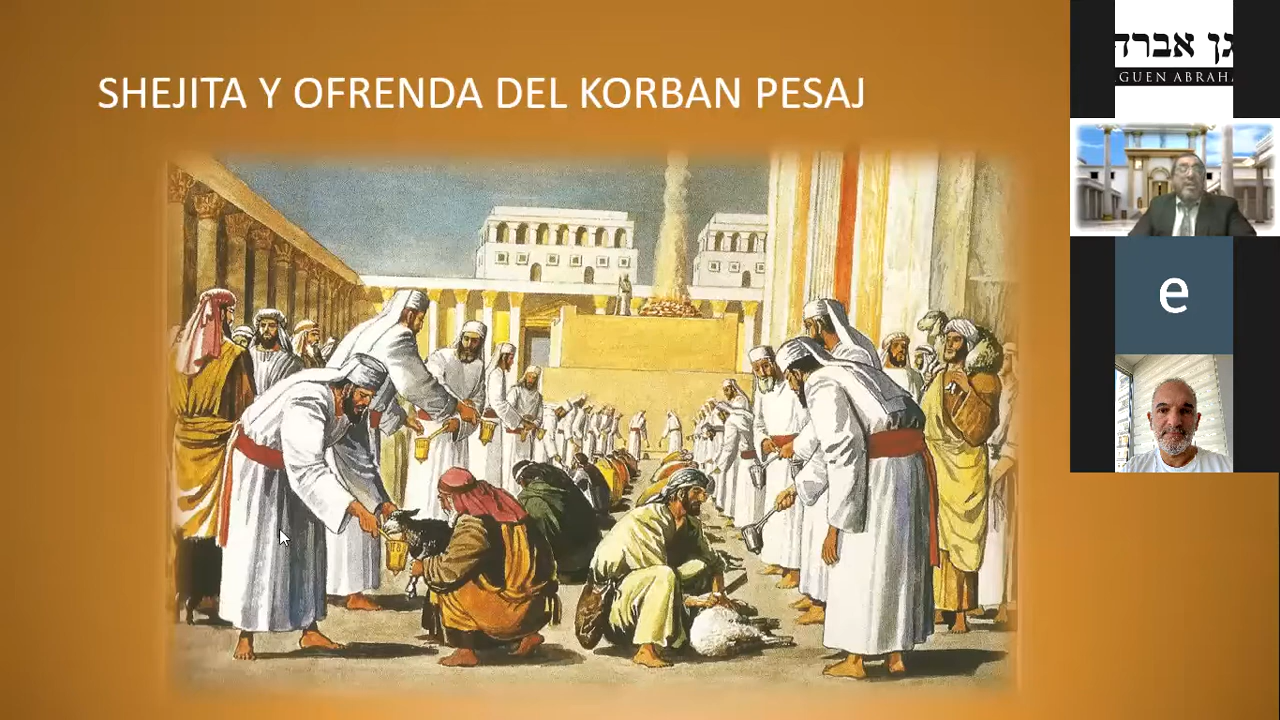 SHEJITA Y OFRENDA DEL KORBAN PESAJ
גן אברה
GUEN ABRAHA
e